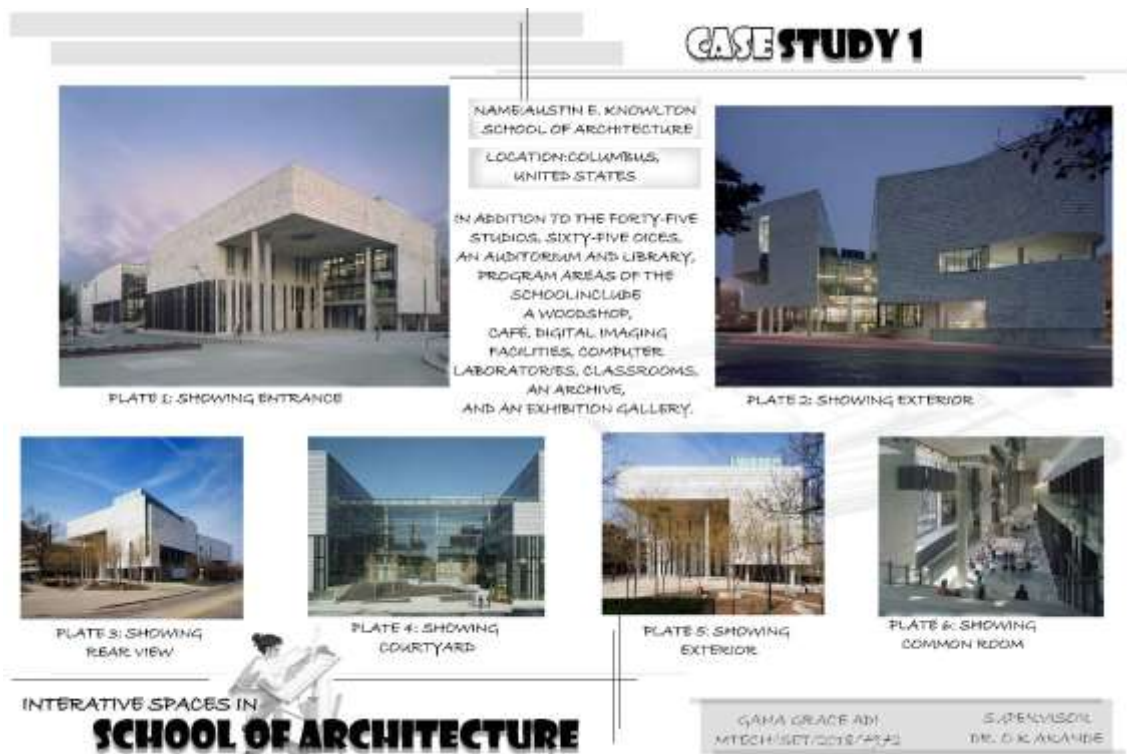 CASE STUDY 1
NAME:AUSTIN E. KNOWLTON
SCHOOL OF ARCHITECTURE
LOCATION:COLUMBUS,
UNITED STATES
IN ADDITION TO THE FORTY-FIVE
STUDIOS, SIXTY-FIVE OICES,
AN AUDITORIUM AND LIBRARY,
PROGRAM AREAS OF THE
SCHOOLINCLUDE
A WOODSHOP,
CAFÉ, DIGITAL IMAGING
FACILITIES, COMPUTER
LABORATORIES, CLASSROOMS,
AN ARCHIVE,
AND AN EXHIBITION GALLERY.
PLATE 1: SHOWING ENTRANCE
PLATE 2: SHOWING EXTERIOR
PLATE 3: SHOWING
REAR VIEW
PLATE 4: SHOWING
COURTYARD
PLATE 5: SHOWING
EXTERIOR
PLATE 6: SHOWING
COMMON ROOM
INTERATIVE SPACES IN
SCHOOL OF ARCHITECTURE
GAMA GRACE ADI
DR. O.K AKANDE